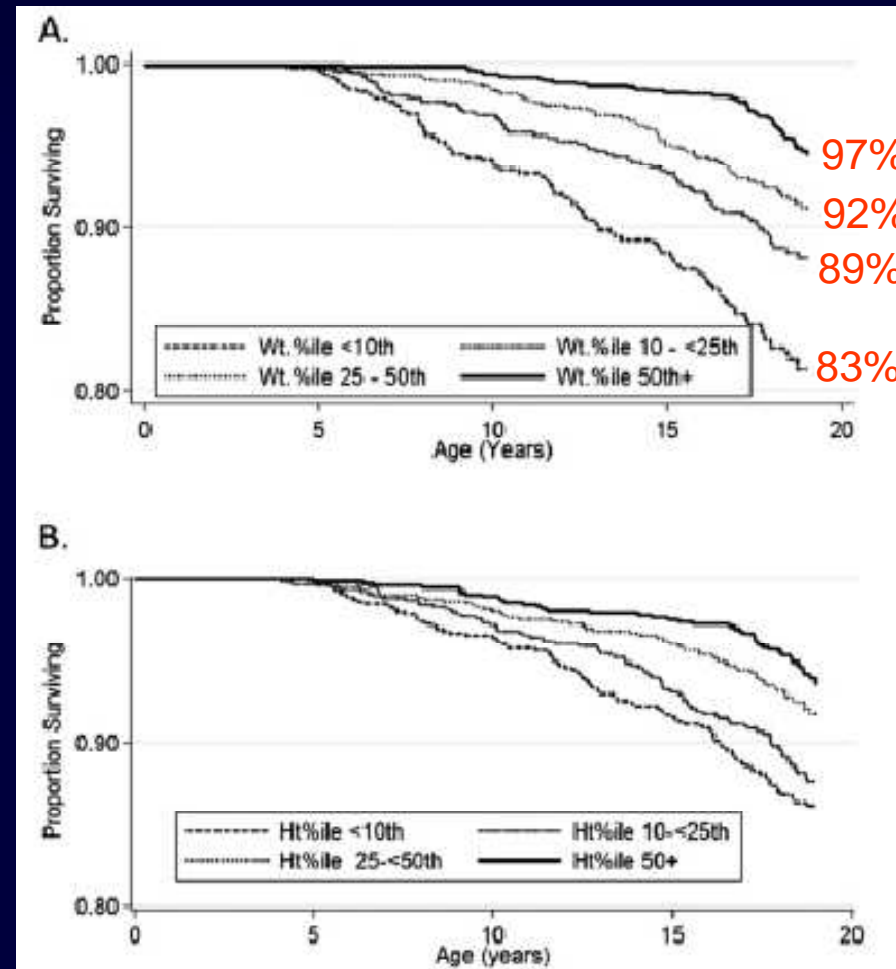 A.
1.00
0.90
0.80
Proportion Surviving
97%
92%
89%
83%
Wt.%ile <10th
Wt.%ile 10 - <25th
Wt.%ile 25 - 50th
Wt.%ile 50th+
0 5 10 15 20
Age (Years)
B.
1.00
0.90
0.80
Proportion Surviving
Ht%ile <10th
Ht%ile 10-<25th
Ht%ile 25-<50th
Ht%ile 50+
0 5 10 15 20
Age (years)